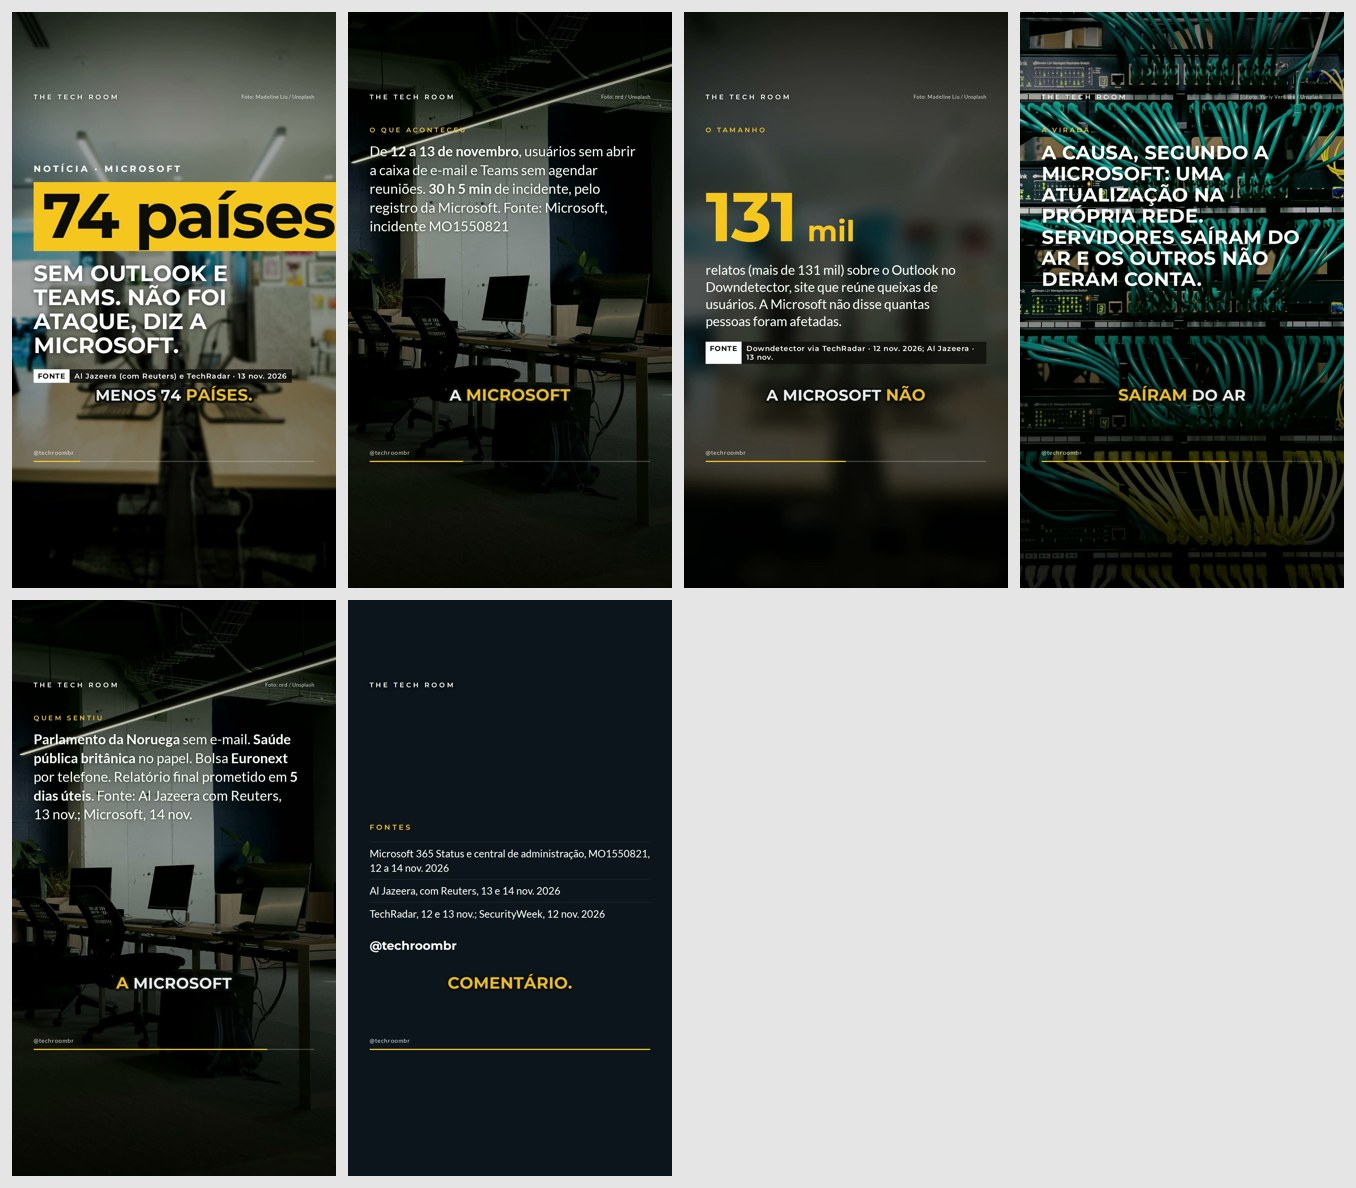 THE TECH ROOM
Foto: Madeline Liu / Unsplash
NOTÍCIA · MICROSOFT
74 países
SEM OUTLOOK E
TEAMS. NÃO FOI
ATAQUE, DIZ A
MICROSOFT.
FONTE Al Jazeera (com Reuters) e TechRadar · 13 nov. 2026
MENOS 74 PAÍSES.
@techroombr
THE TECH ROOM
Foto: nrd / Unsplash
O QUE ACONTECEU
De 12 a 13 de novembro, usuários sem abrir
a caixa de e-mail e Teams sem agendar
reuniões. 30 h 5 min de incidente, pelo
registro da Microsoft. Fonte: Microsoft,
incidente MO1550821
A MICROSOFT
@techroombr
THE TECH ROOM
Foto: Madeline Liu / Unsplash
O TAMANHO
131 mil
relatos (mais de 131 mil) sobre o Outlook no
Downdetector, site que reúne queixas de
usuários. A Microsoft não disse quantas
pessoas foram afetadas.
FONTE Downdetector via TechRadar · 12 nov. 2026; Al Jazeera ·
13 nov.
A MICROSOFT NÃO
@techroombr
THE TECH ROOM
A VIRADA
A CAUSA, SEGUNDO A
MICROSOFT: UMA
ATUALIZAÇÃO NA
PRÓPRIA REDE.
SERVIDORES SAÍRAM DO
AR E OS OUTROS NÃO
DERAM CONTA.
SAÍRAM DO AR
@techroombr
THE TECH ROOM
Foto: nrd / Unsplash
QUEM SENTIU
Parlamento da Noruega sem e-mail. Saúde
pública britânica no papel. Bolsa Euronext
por telefone. Relatório final prometido em 5
dias úteis. Fonte: Al Jazeera com Reuters,
13 nov.; Microsoft, 14 nov.
A MICROSOFT
@techroombr
THE TECH ROOM
FONTES
Microsoft 365 Status e central de administração, MO1550821,
12 a 14 nov. 2026
Al Jazeera, com Reuters, 13 e 14 nov. 2026
TechRadar, 12 e 13 nov.; SecurityWeek, 12 nov. 2026
@techroombr
COMENTÁRIO.
@techroombr